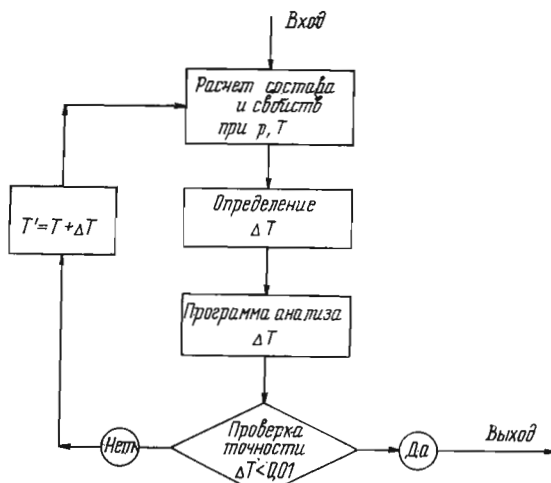 Вход
Расчет состава
и свойств
при p, T
T'=T+ΔT
Определение
ΔT
Программа анализа
ΔT
Проверка
точности
ΔT<0,01
Нет
Да
Выход